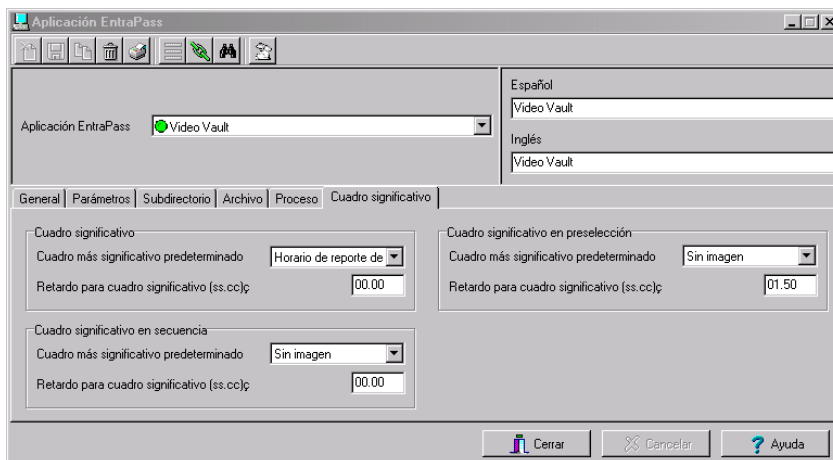 Aplicación EntraPass
Aplicación EntraPass
Video Vault
Español
Video Vault
Inglés
Video Vault
General
Parámetros
Subdirectorio
Archivo
Proceso
Cuadro significativo
Cuadro significativo
Cuadro más significativo predeterminado
Horario de reporte de
Retardo para cuadro significativo (ss.cc)ç
00.00
Cuadro significativo en preselección
Cuadro más significativo predeterminado
Sin imagen
Retardo para cuadro significativo (ss.cc)ç
01.50
Cuadro significativo en secuencia
Cuadro más significativo predeterminado
Sin imagen
Retardo para cuadro significativo (ss.cc)ç
00.00
Cerrar
Cancelar
? Ayuda